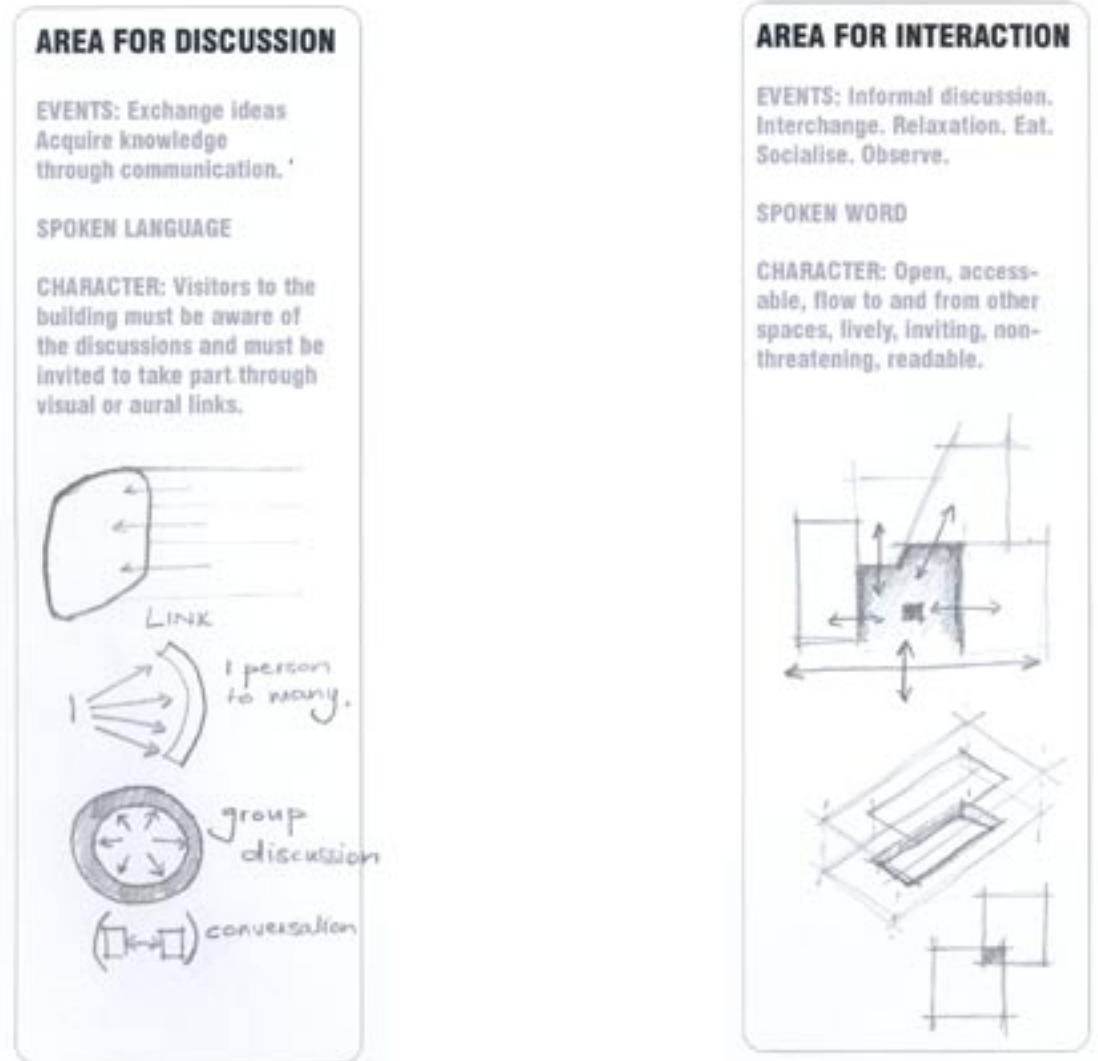 AREA FOR DISCUSSION
EVENTS: Exchange ideas
Acquire knowledge
through communication.
SPOKEN LANGUAGE
CHARACTER: Visitors to the
building must be aware of
the discussions and must be
invited to take part through
visual or aural links.
LINK
1 person
to many.
1
group
discussion
conversation
AREA FOR INTERACTION
EVENTS: Informal discussion.
Interchange. Relaxation. Eat.
Socialise. Observe.
SPOKEN WORD
CHARACTER: Open, access-
able, flow to and from other
spaces, lively, inviting, non-
threatening, readable.